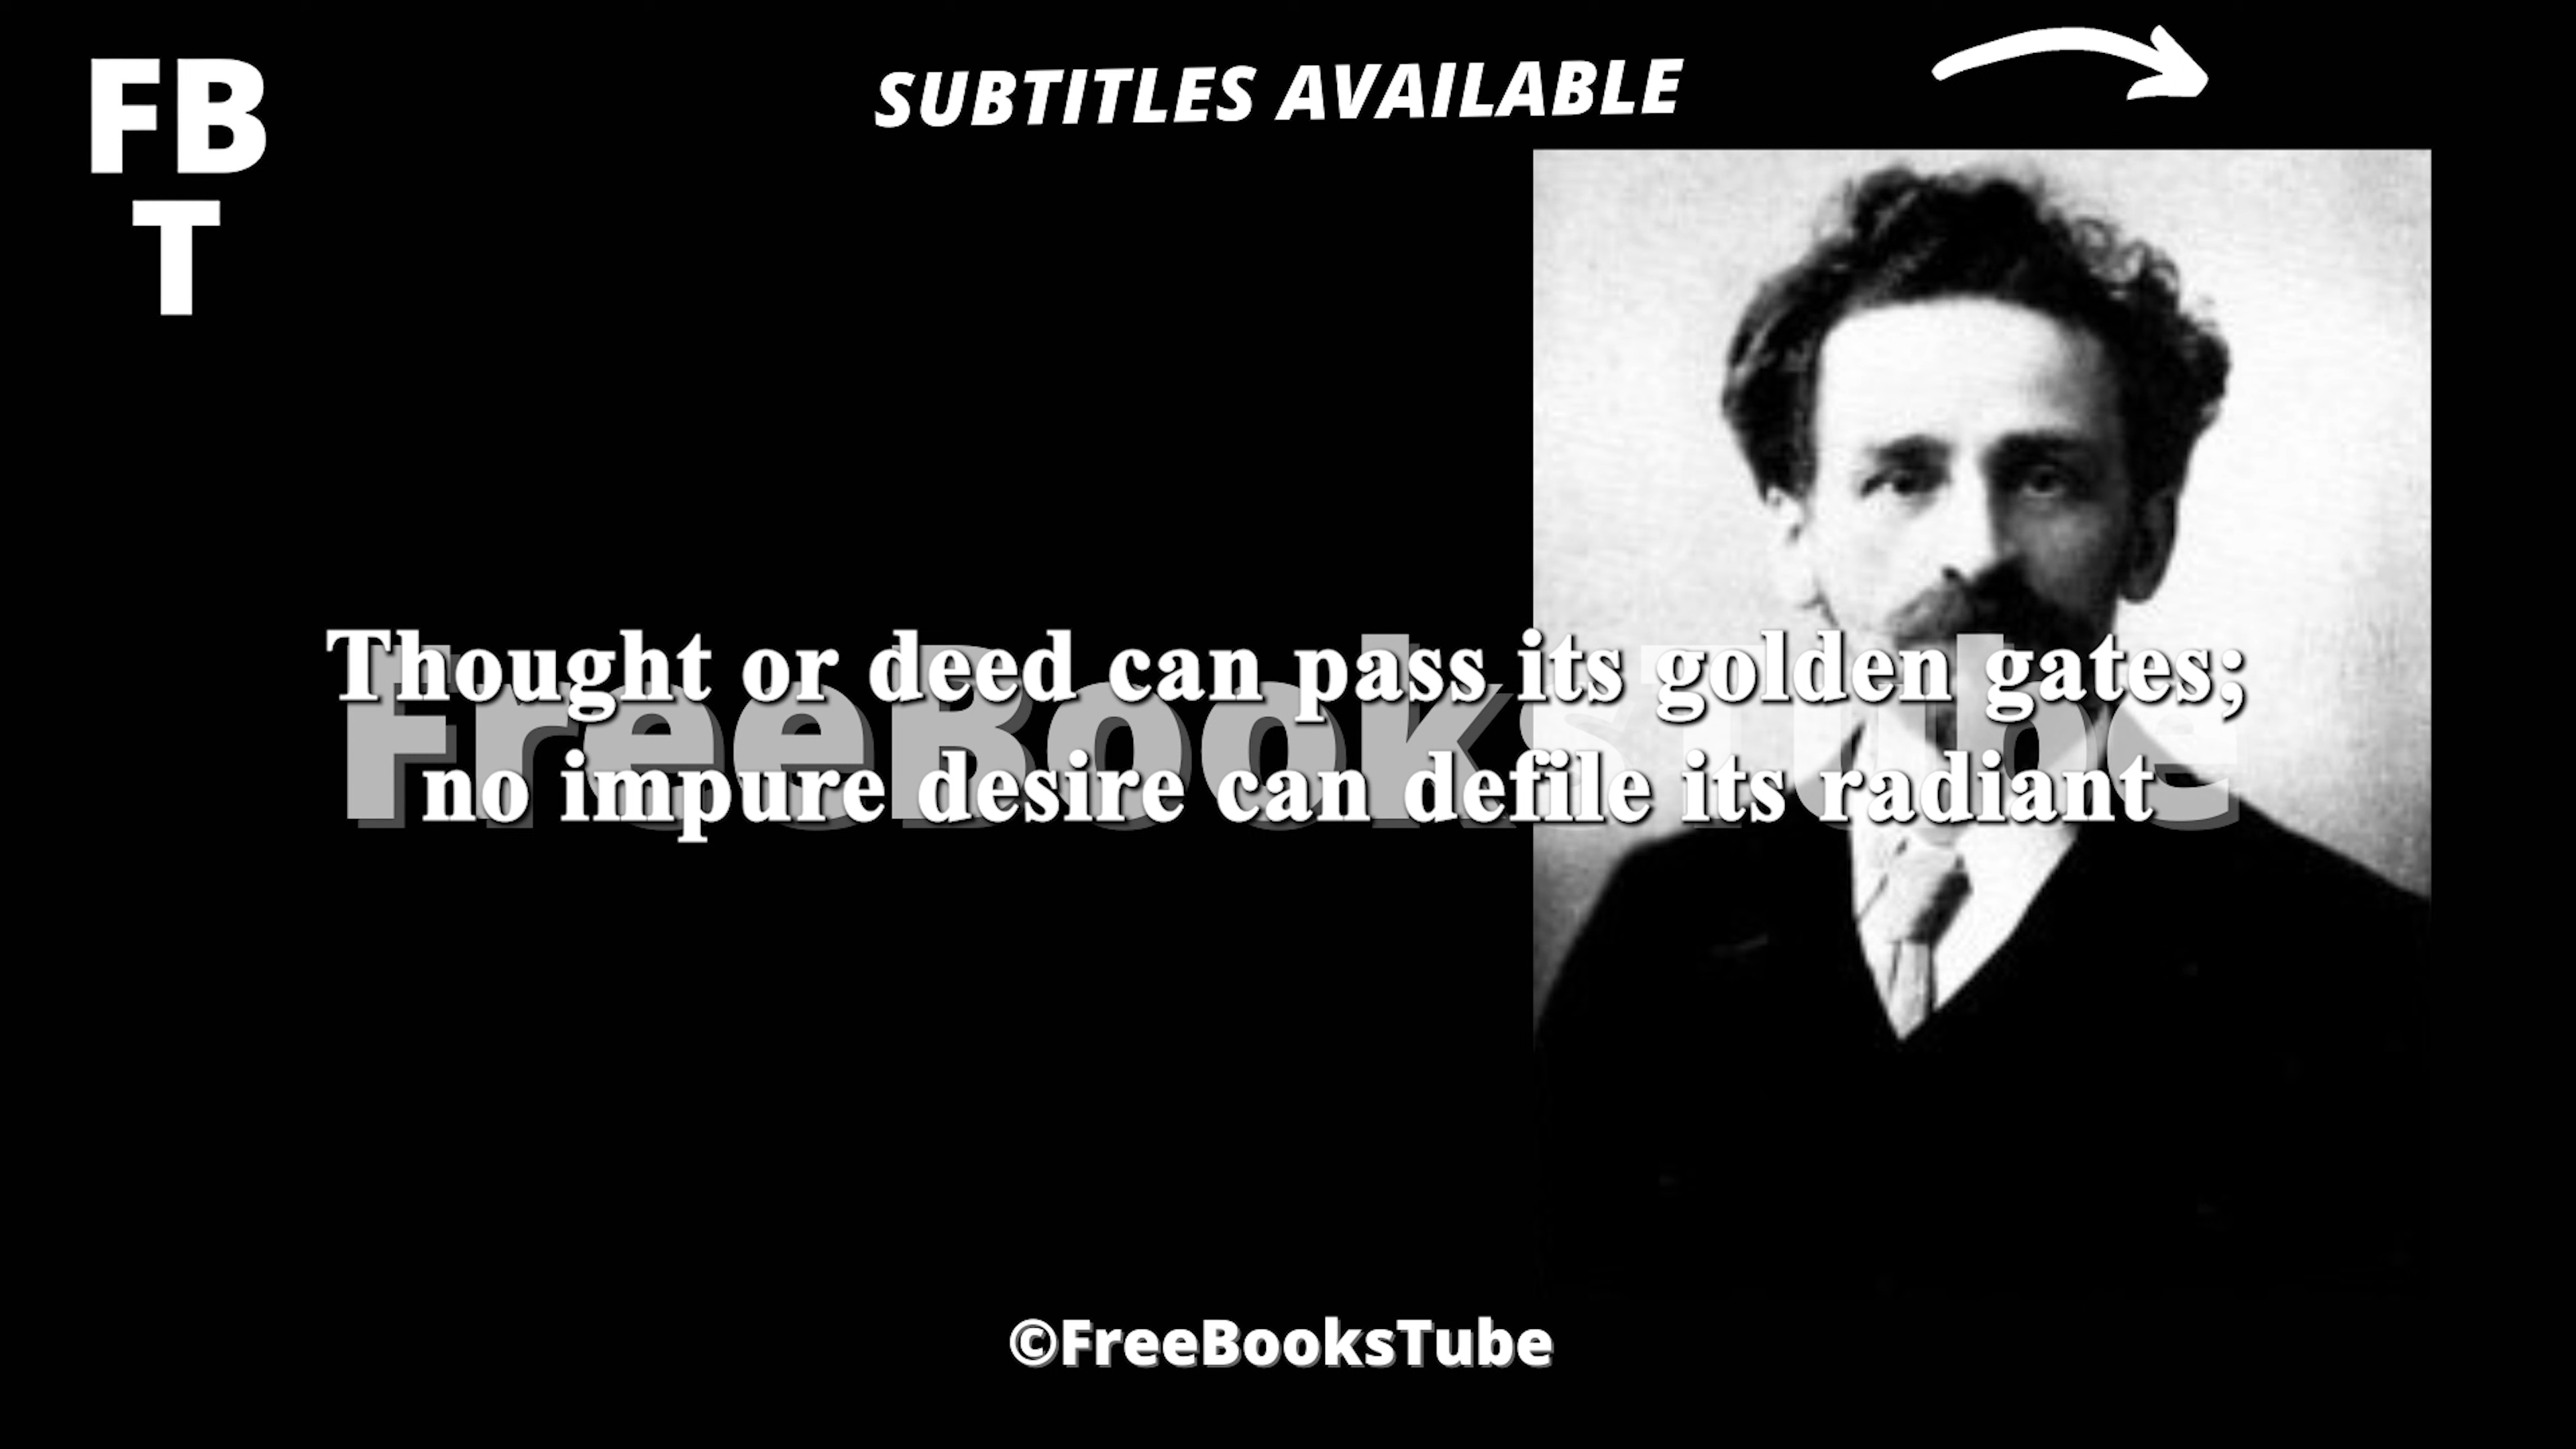 FB
T
SUBTITLES AVAILABLE
Thought or deed can pass its golden gates;
no impure desire can defile its radiant
FreeBooksTube
©FreeBooksTube